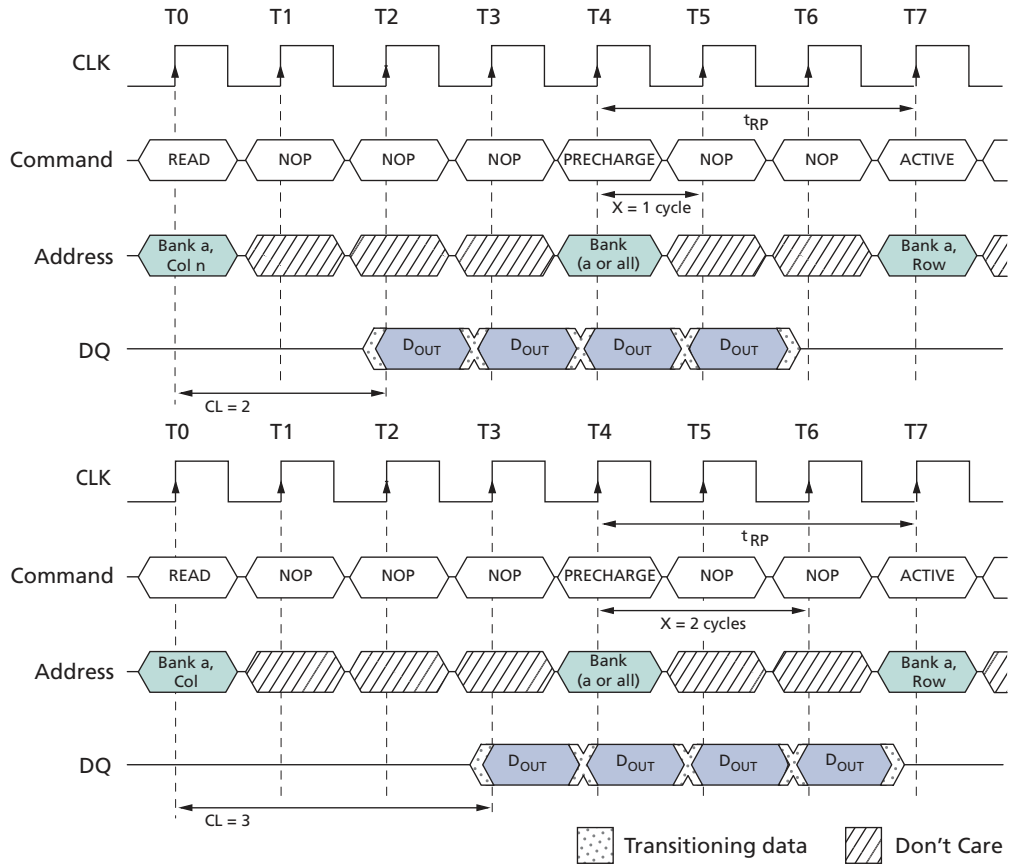 T0 T1 T2 T3 T4 T5 T6 T7
CLK
tRP
Command READ NOP NOP NOP PRECHARGE NOP NOP ACTIVE
X = 1 cycle
Address Bank a, Col n Bank (a or all) Bank a, Row
DQ DOUT DOUT DOUT DOUT
CL = 2
T0 T1 T2 T3 T4 T5 T6 T7
CLK
tRP
Command READ NOP NOP NOP PRECHARGE NOP NOP ACTIVE
X = 2 cycles
Address Bank a, Col Bank (a or all) Bank a, Row
DQ DOUT DOUT DOUT DOUT
CL = 3
Transitioning data Don't Care